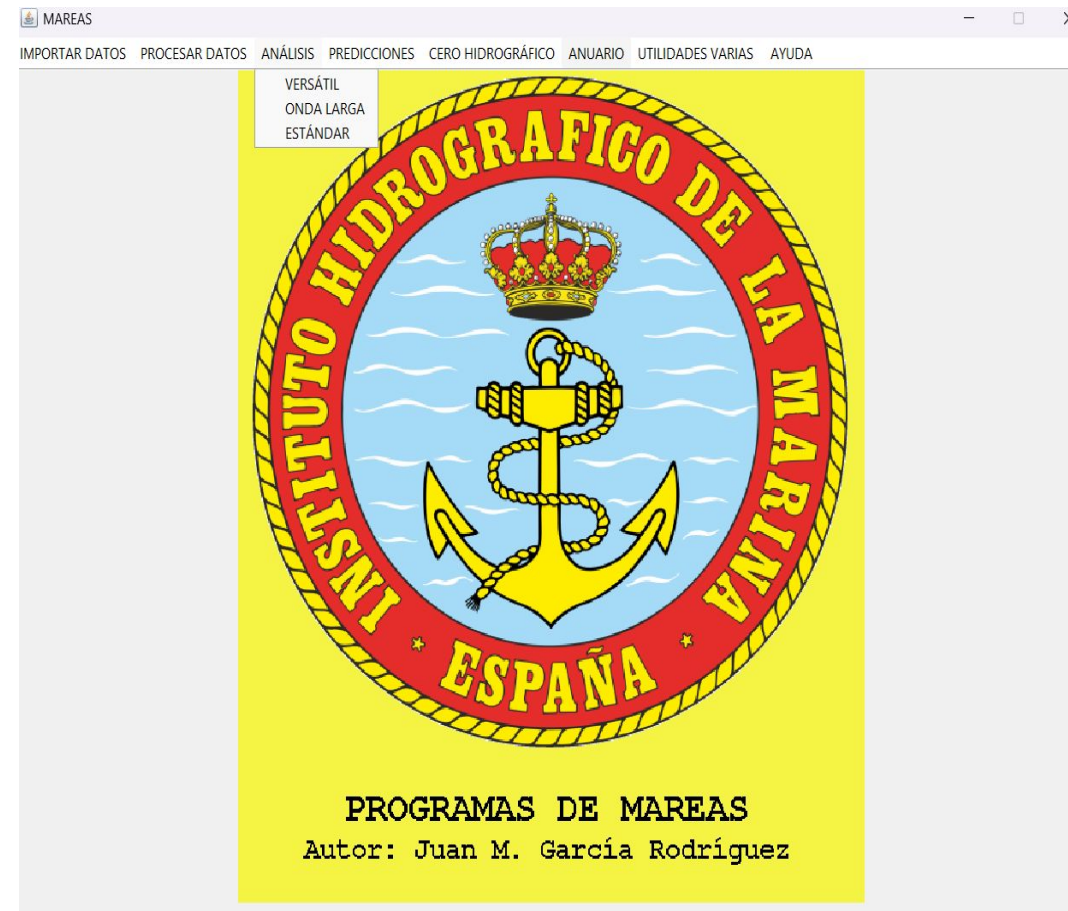 MAREAS
IMPORTAR DATOS PROCESAR DATOS ANÁLISIS PREDICCIONES CERO HIDROGRÁFICO ANUARIO UTILIDADES VARIAS AYUDA
VERSÁTIL
ONDA LARGA
ESTÁNDAR
INSTITUTO HIDROGRAFICO DE LA MARINA
ESPAÑA
PROGRAMAS DE MAREAS
Autor: Juan M. García Rodríguez